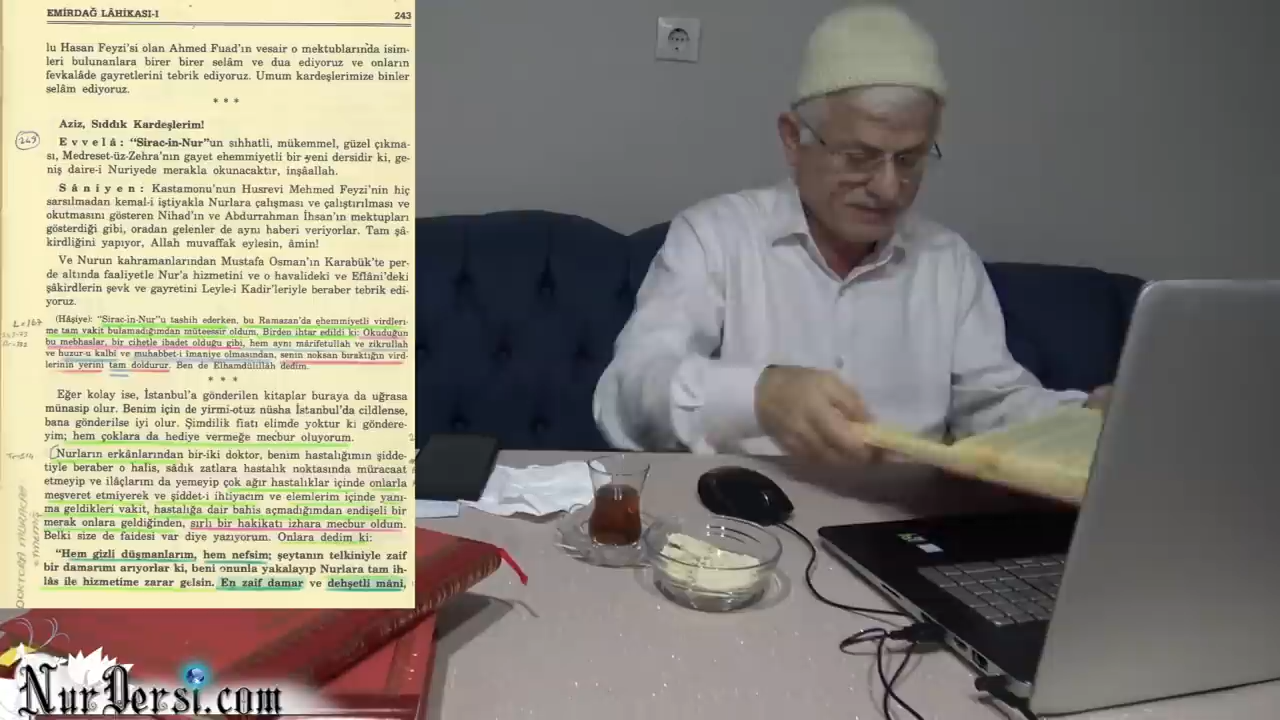 EMİRDAĞ LÂHİKASI-I 243
lu Hasan Feyzi'si olan Ahmed Fuad'ın vesair o mektublarında isim-
leri bulunanlara birer birer selâm ve dua ediyoruz ve onların
fevkalâde gayretlerini tebrik ediyoruz. Umum kardeşlerimize binler
selâm ediyoruz.
* * *
Aziz, Sıddık Kardeşlerim!
249
Evvelâ: "Sirac-in-Nur"un sıhhatli, mükemmel, güzel çıkma-
sı, Medreset-üz-Zehra'nın gayet ehemmiyetli bir yeni dersidir ki, ge-
niş daire-i Nuriyede merakla okunacaktır, inşâallah.
Sâniyen: Kastamonu'nun Husrevi Mehmed Feyzi'nin hiç
sarsılmadan kemal-i iştiyakla Nurlara çalışması ve çalıştırılması ve
okutmasını gösteren Nihad'ın ve Abdurrahman İhsan'ın mektupları
gösterdiği gibi, oradan gelenler de aynı haberi veriyorlar. Tam şâ-
kirdliğini yapıyor, Allah muvaffak eylesin, âmin!
Ve Nurun kahramanlarından Mustafa Osman'ın Karabük'te per-
de altında faaliyetle Nur'a hizmetini ve o havalideki ve Eflâni'deki
şâkirdlerin şevk ve gayretini Leyle-i Kadir'leriyle beraber tebrik edi-
yoruz.
(Hâşiye): "Sirac-in-Nur"u tashih ederken, bu Ramazan'da ehemmiyetli virdleri-
me tam vakit bulamadığımdan müteessir oldum. Birden ihtar edildi ki: Okuduğun
bu mebhaslar, bir cihetle ibadet olduğu gibi, hem aynı mârifetullah ve zikrullah
ve huzur-u kalbî ve muhabbet-i imaniye olmasından, senin noksan bıraktığın vird-
lerinin yerini tam doldurur. Ben de Elhamdülillâh dedim.
* * *
Eğer kolay ise, İstanbul'a gönderilen kitaplar buraya da uğrasa
münasip olur. Benim için de yirmi-otuz nüsha İstanbul'da cildlense,
bana gönderilse iyi olur. Şimdilik fiatı elimde yoktur ki göndere-
yim; hem çoklara da hediye vermeğe mecbur oluyorum.
Nurların erkânlarından bir-iki doktor, benim hastalığımın şidde-
tiyle beraber o halis, sâdık zatlara hastalık noktasında müracaat
etmeyip ve ilâçlarını da yemeyip çok ağır hastalıklar içinde onlarla
meşveret etmiyerek ve şiddet-i ihtiyacım ve elemlerim içinde yanı-
ma geldikleri vakit, hastalığa dair bahis açmadığımdan endişeli bir
merak onlara geldiğinden, sırlı bir hakikatı izhara mecbur oldum.
Belki size de faidesi var diye yazıyorum. Onlara dedim ki:
"Hem gizli düşmanlarım, hem nefsim; şeytanın telkiniyle zaif
bir damarımı arıyorlar ki, beni onunla yakalayıp Nurlara tam ih-
lâs ile hizmetime zarar gelsin. En zaif damar ve dehşetli mâni,
NurDersi.com